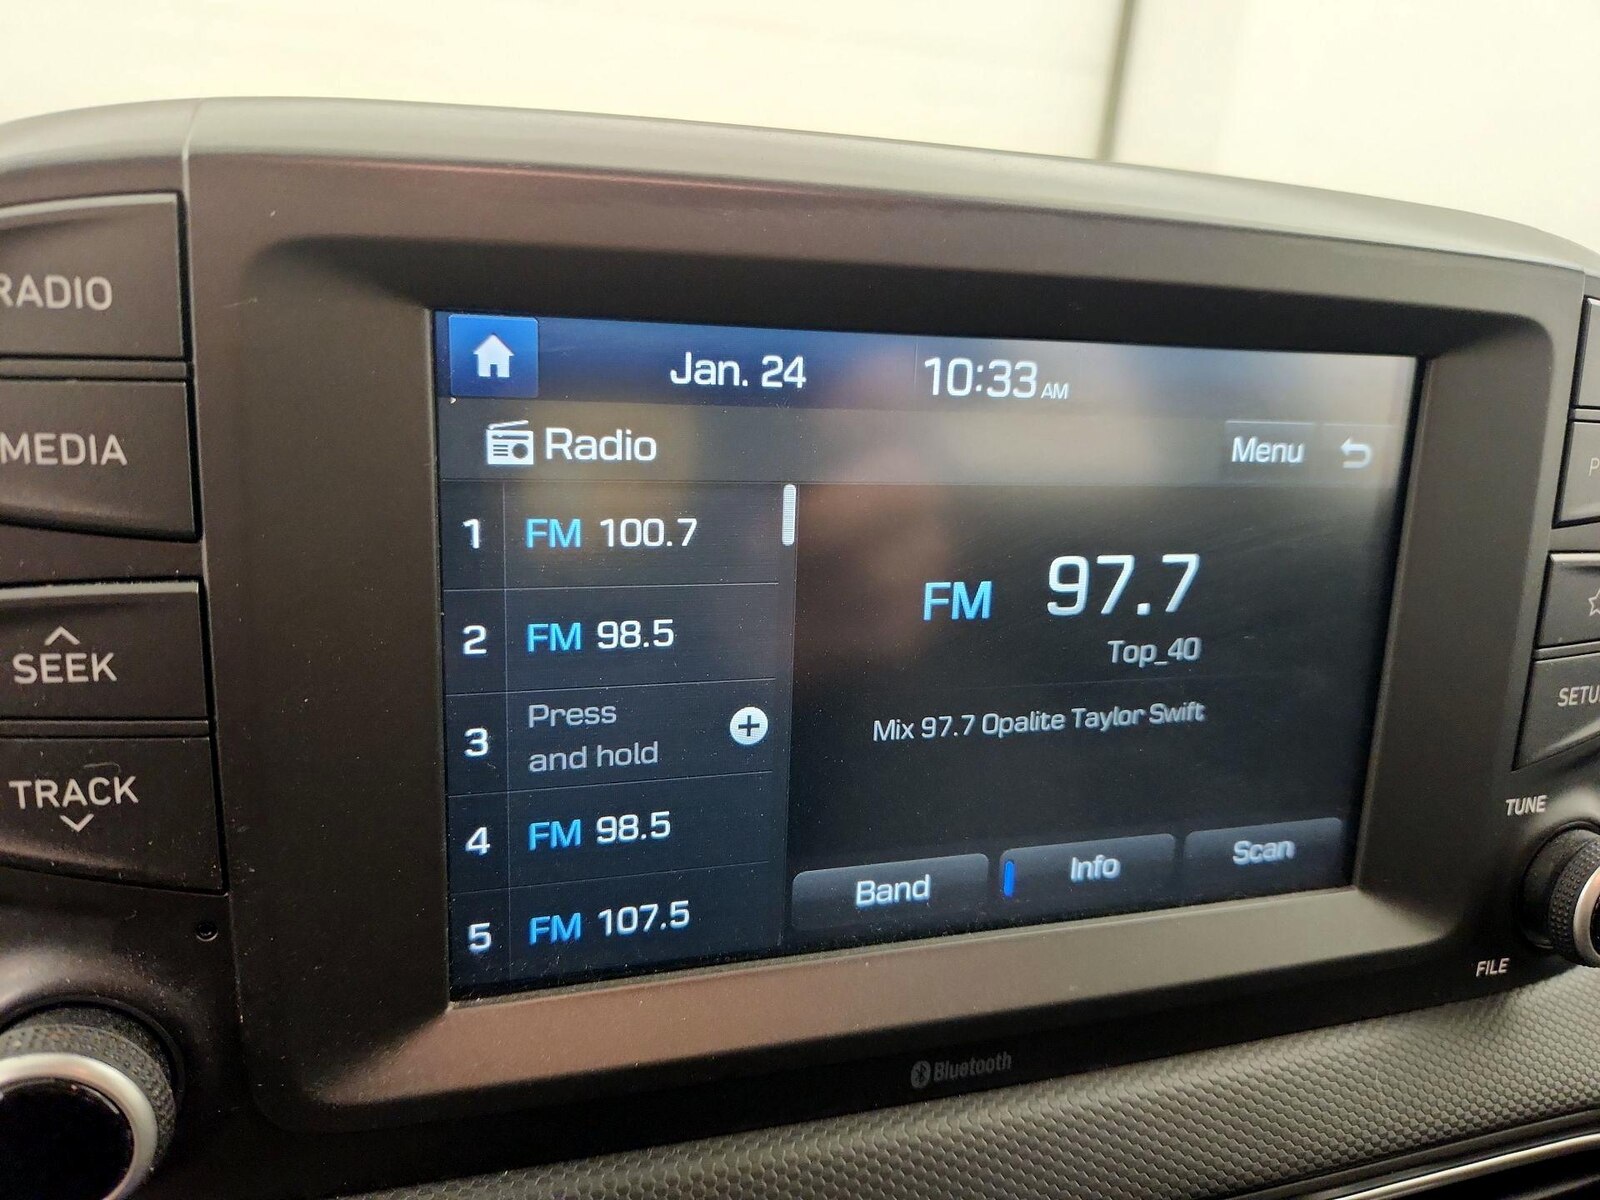 RADIO
MEDIA
SEEK
TRACK
Jan. 24 10:33 AM
Radio
Menu
1 FM 100.7
2 FM 98.5
3 Press and hold
4 FM 98.5
5 FM 107.5
FM 97.7
Top_40
Mix 97.7 Opalite Taylor Swift
Band
Info
Scan
TUNE
FILE
Bluetooth